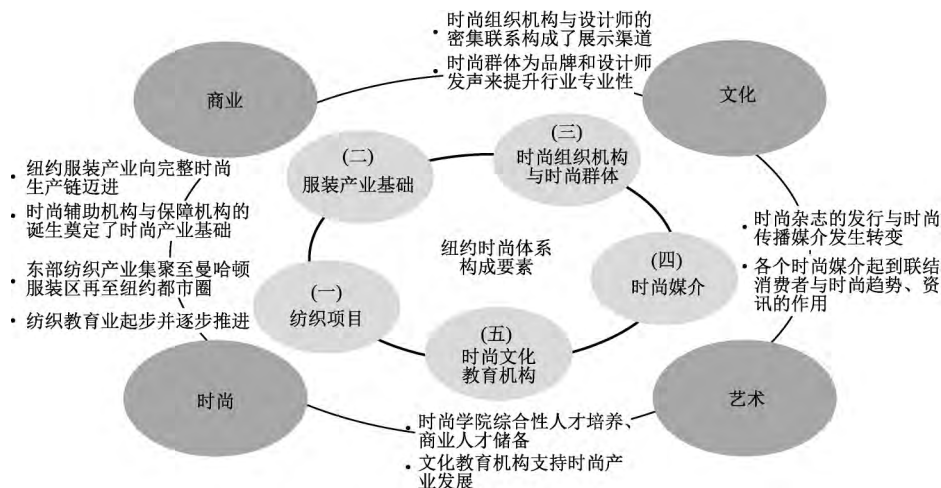 • 时尚组织机构与设计师的
密集联系构成了展示渠道
• 时尚群体为品牌和设计师
发声来提升行业专业性
商业
文化
(二)
服装产业基础
(三)
时尚组织机构
与时尚群体
• 纽约服装产业向完整时尚
生产链迈进
• 时尚辅助机构与保障机构的
诞生奠定了时尚产业基础
• 东部纺织产业集聚至曼哈顿
服装区再至纽约都市圈
• 纺织教育业起步并逐步推进
纽约时尚体系
构成要素
• 时尚杂志的发行与时尚
传播媒介发生转变
• 各个时尚媒介起到联结
消费者与时尚趋势、资
讯的作用
(一)
纺织项目
(四)
时尚媒介
(五)
时尚文化
教育机构
时尚
艺术
• 时尚学院综合性人才培养、
商业人才储备
• 文化教育机构支持时尚产
业发展